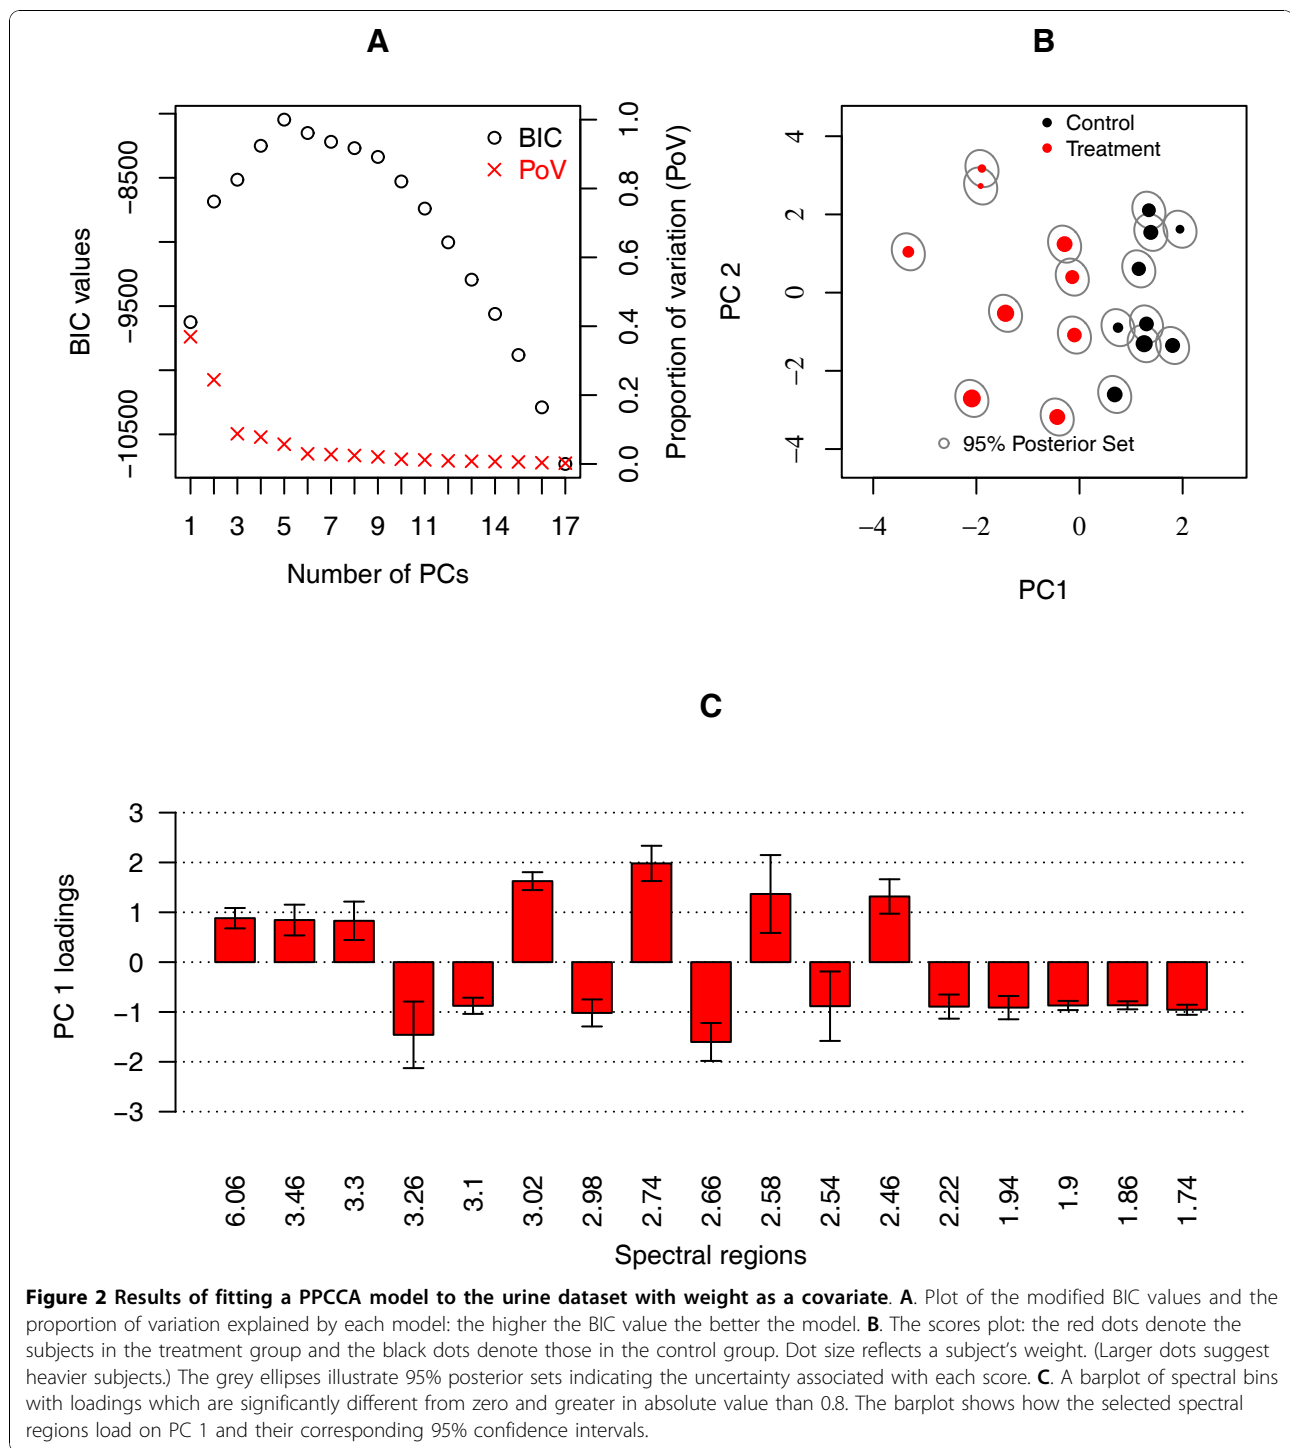 A
BIC values
−8500
−9500
−10500
BIC
PoV
1.0
0.8
0.6
0.4
0.2
0.0
Proportion of variation (PoV)
1 3 5 7 9 11 14 17
Number of PCs
B
PC 2
4
2
0
−2
−4
Control
Treatment
95% Posterior Set
−4 −2 0 2
PC1
C
PC 1 loadings
3
2
1
0
−1
−2
−3
6.06 3.46 3.3 3.26 3.1 3.02 2.98 2.74 2.66 2.58 2.54 2.46 2.22 1.94 1.9 1.86 1.74
Spectral regions
Figure 2 Results of fitting a PPCCA model to the urine dataset with weight as a covariate. A. Plot of the modified BIC values and the
proportion of variation explained by each model: the higher the BIC value the better the model. B. The scores plot: the red dots denote the
subjects in the treatment group and the black dots denote those in the control group. Dot size reflects a subject's weight. (Larger dots suggest
heavier subjects.) The grey ellipses illustrate 95% posterior sets indicating the uncertainty associated with each score. C. A barplot of spectral bins
with loadings which are significantly different from zero and greater in absolute value than 0.8. The barplot shows how the selected spectral
regions load on PC 1 and their corresponding 95% confidence intervals.